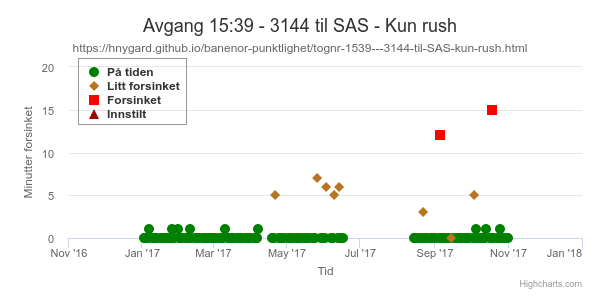 Avgang 15:39 - 3144 til SAS - Kun rush
https://hnygard.github.io/banenor-punktlighet/tognr-1539---3144-til-SAS-kun-rush.html
På tiden
Litt forsinket
Forsinket
Innstilt
Minutter forsinket
20
15
10
5
0
Nov '16 Jan '17 Mar '17 May '17 Jul '17 Sep '17 Nov '17 Jan '18
Tid
Highcharts.com